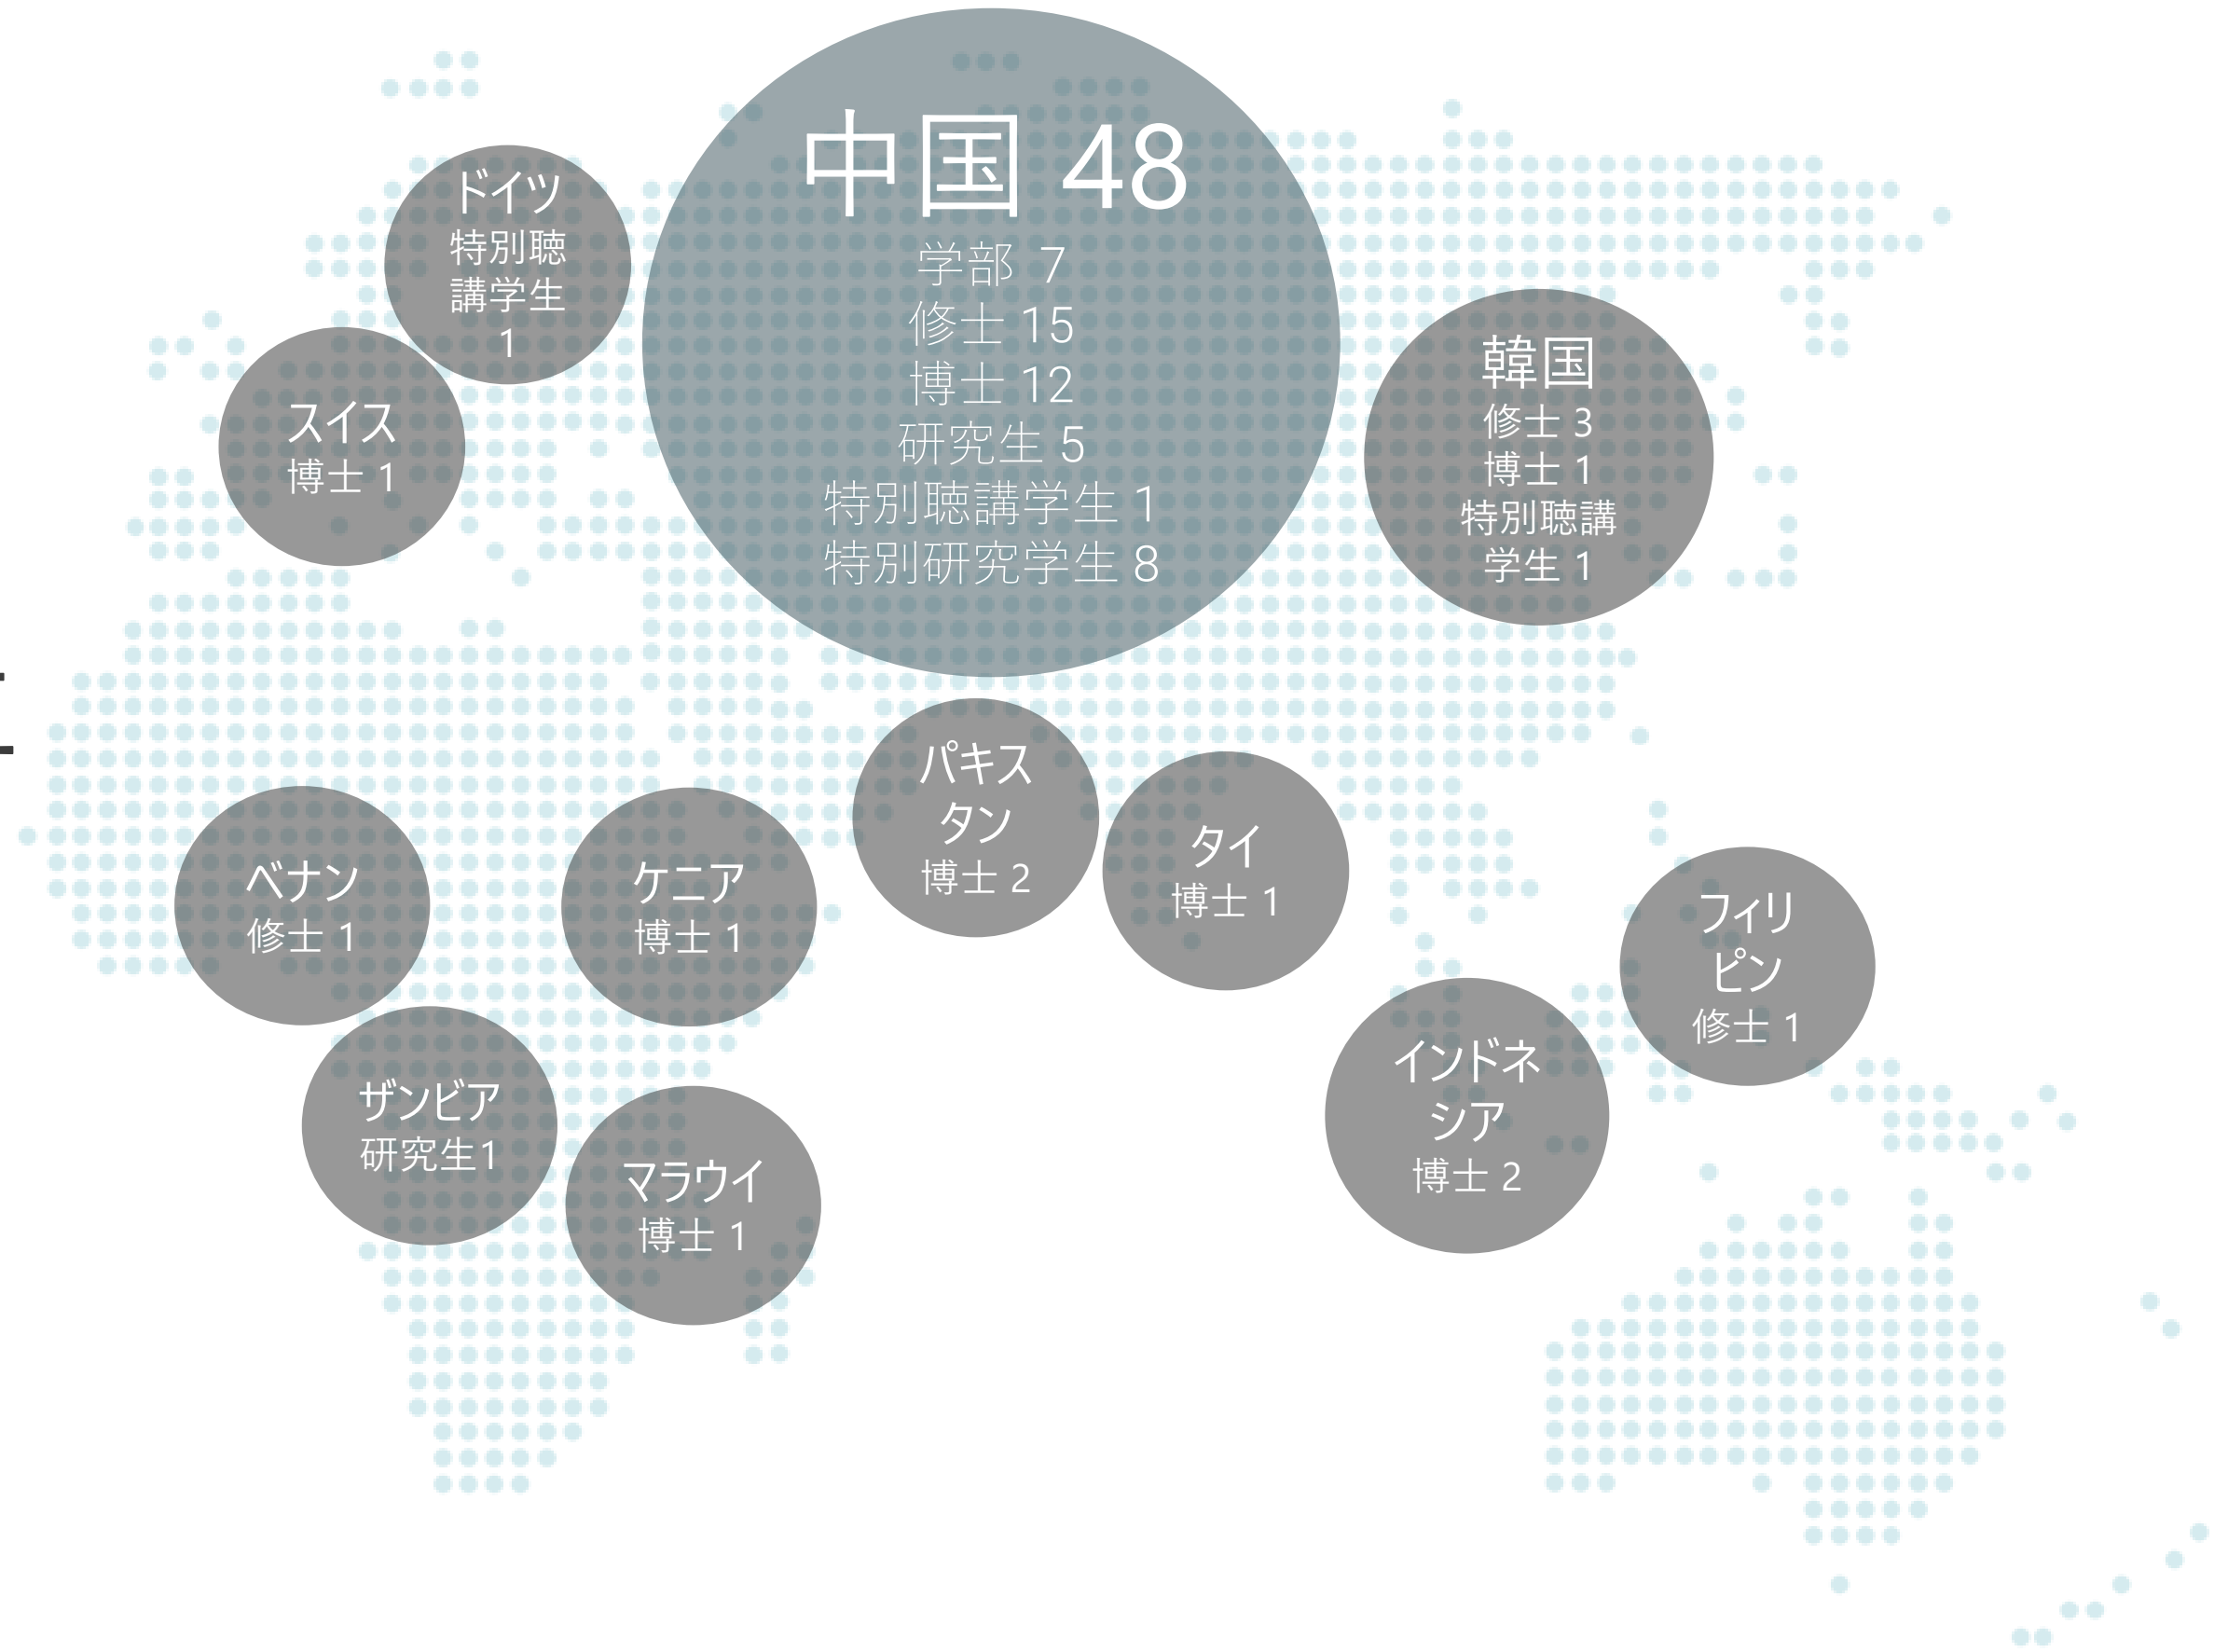 中国 48
学部 7
修士 15
博士 12
研究生 5
特別聴講学生 1
特別研究学生 8
ドイツ
特別聴
講学生
1
スイス
博士 1
韓国
修士 3
博士 1
特別聴講
学生 1
パキス
タン
博士 2
タイ
博士 1
ベナン
修士 1
ケニア
博士 1
フィリ
ピン
修士 1
インドネ
シア
博士 2
ザンビア
研究生1
マラウイ
博士 1